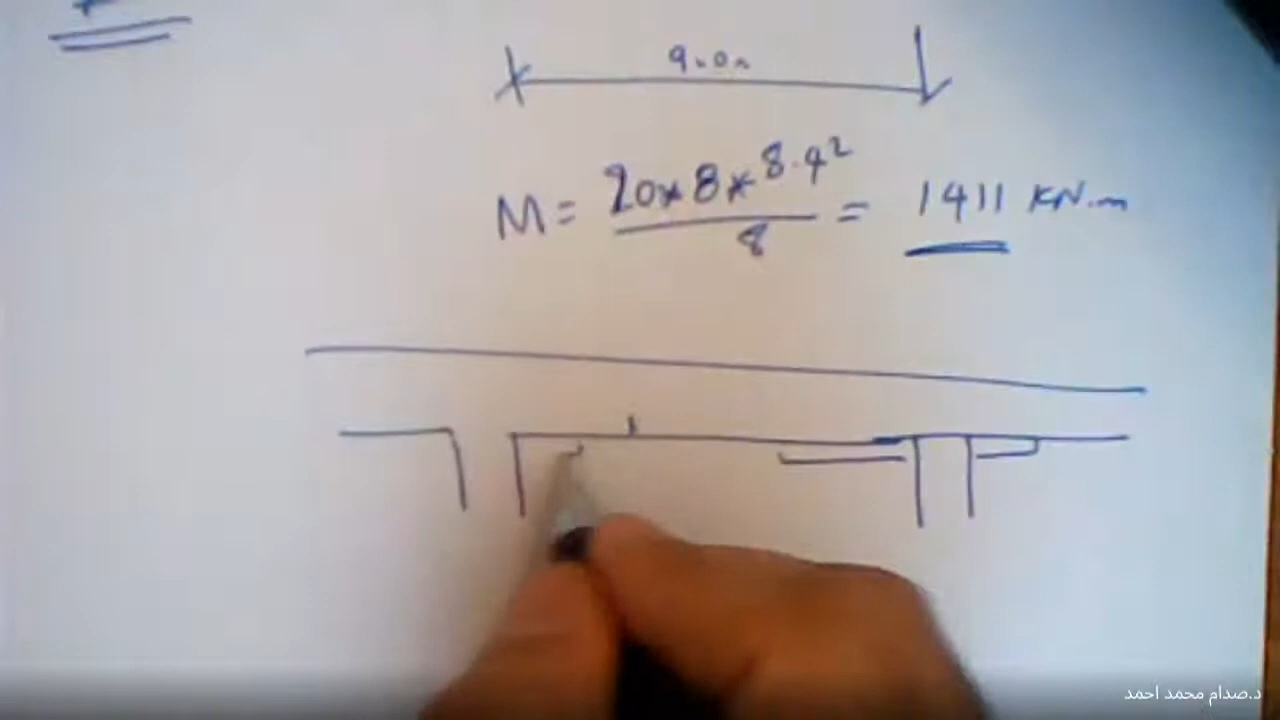 9.0m
M = 20*8*8.4² / 8 = 1411 KN.m
د.صدام محمد احمد